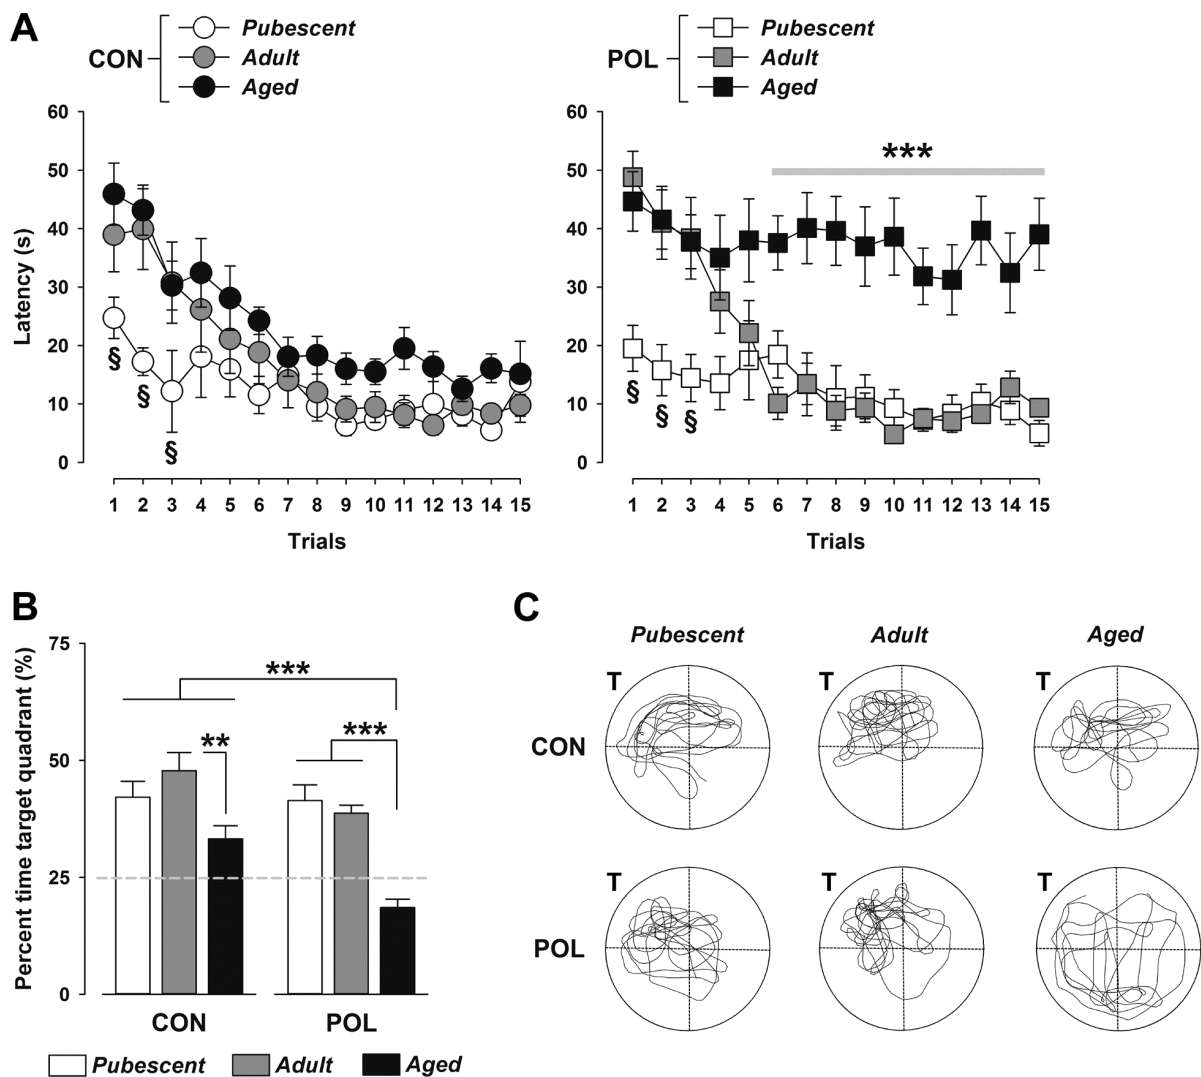 A
CON
Pubescent
Adult
Aged
POL
Pubescent
Adult
Aged
Latency (s)
60
50
40
30
20
10
0
§
§
§
1 2 3 4 5 6 7 8 9 10 11 12 13 14 15
Trials
60
50
40
30
20
10
0
***
§
§
§
1 2 3 4 5 6 7 8 9 10 11 12 13 14 15
Trials
B
Percent time target quadrant (%)
75
50
25
0
***
**
***
CON POL
Pubescent Adult Aged
C
Pubescent Adult Aged
T T T
CON
T T T
POL